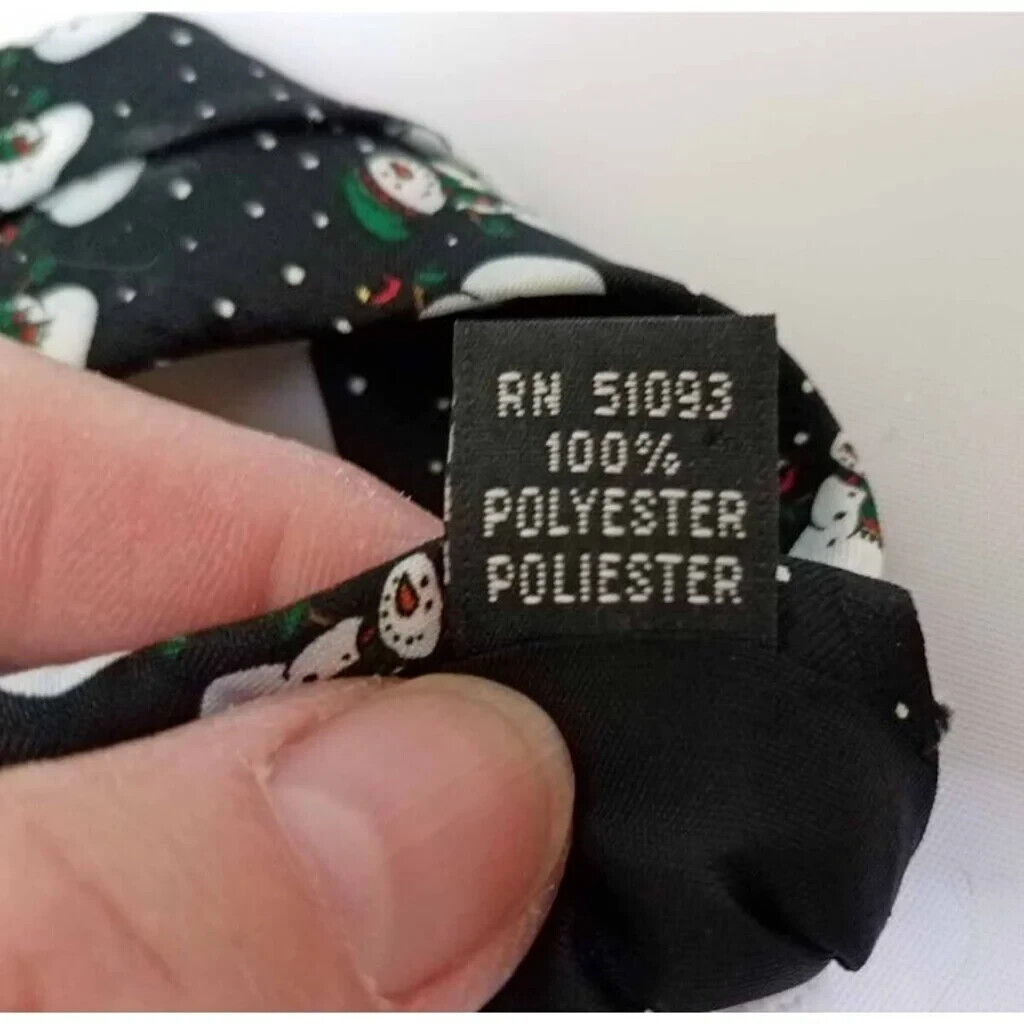 RN 51093
100%
POLYESTER
POLIESTER